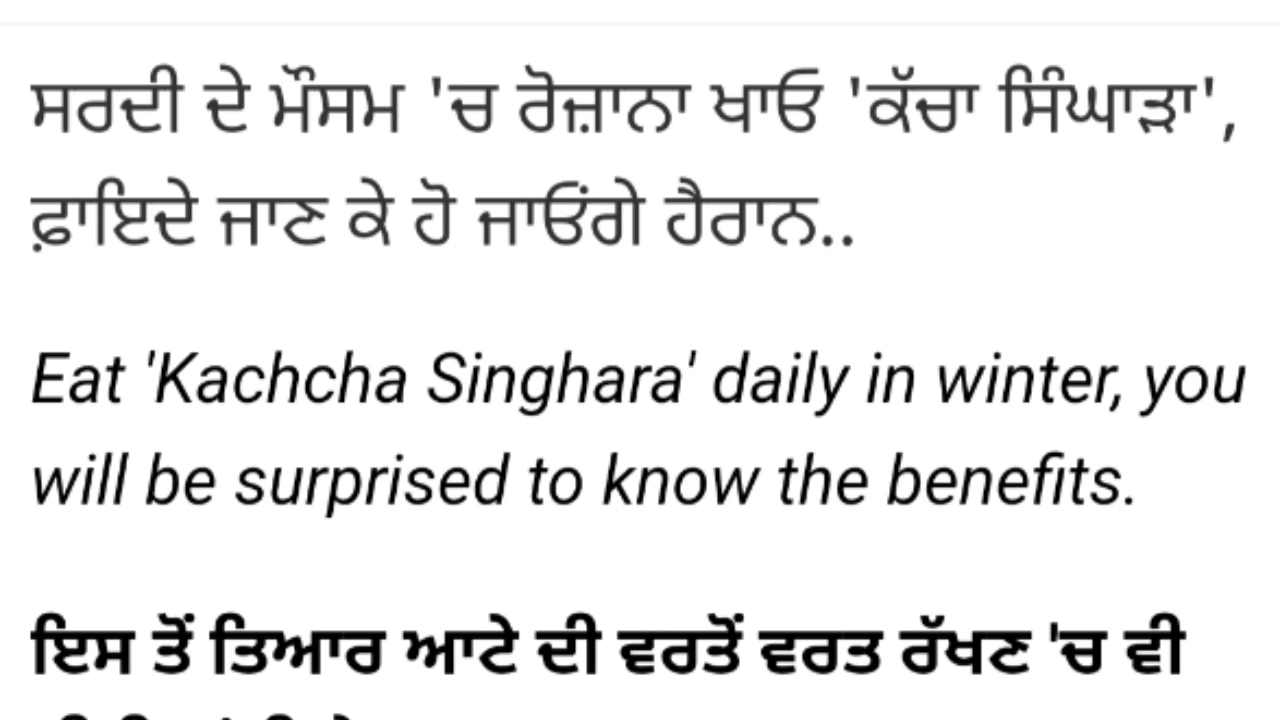 ਸਰਦੀ ਦੇ ਮੌਸਮ 'ਚ ਰੋਜ਼ਾਨਾ ਖਾਓ 'ਕੱਚਾ ਸਿੰਘਾੜਾ',
ਫ਼ਾਇਦੇ ਜਾਣ ਕੇ ਹੋ ਜਾਓਂਗੇ ਹੈਰਾਨ..
Eat 'Kachcha Singhara' daily in winter, you
will be surprised to know the benefits.
ਇਸ ਤੋਂ ਤਿਆਰ ਆਟੇ ਦੀ ਵਰਤੋਂ ਵਰਤ ਰੱਖਣ 'ਚ ਵੀ